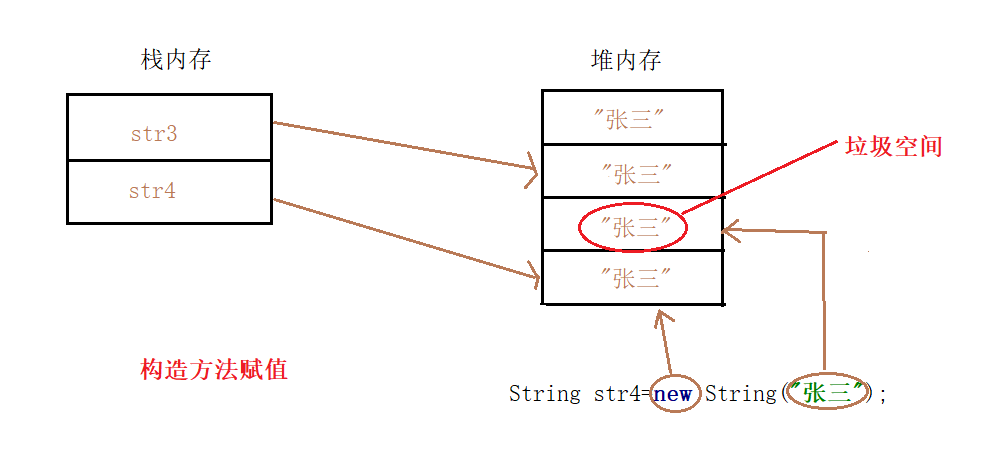 栈内存
堆内存
str3
str4
"张三"
"张三"
"张三"
"张三"
垃圾空间
构造方法赋值
String str4=new String("张三");